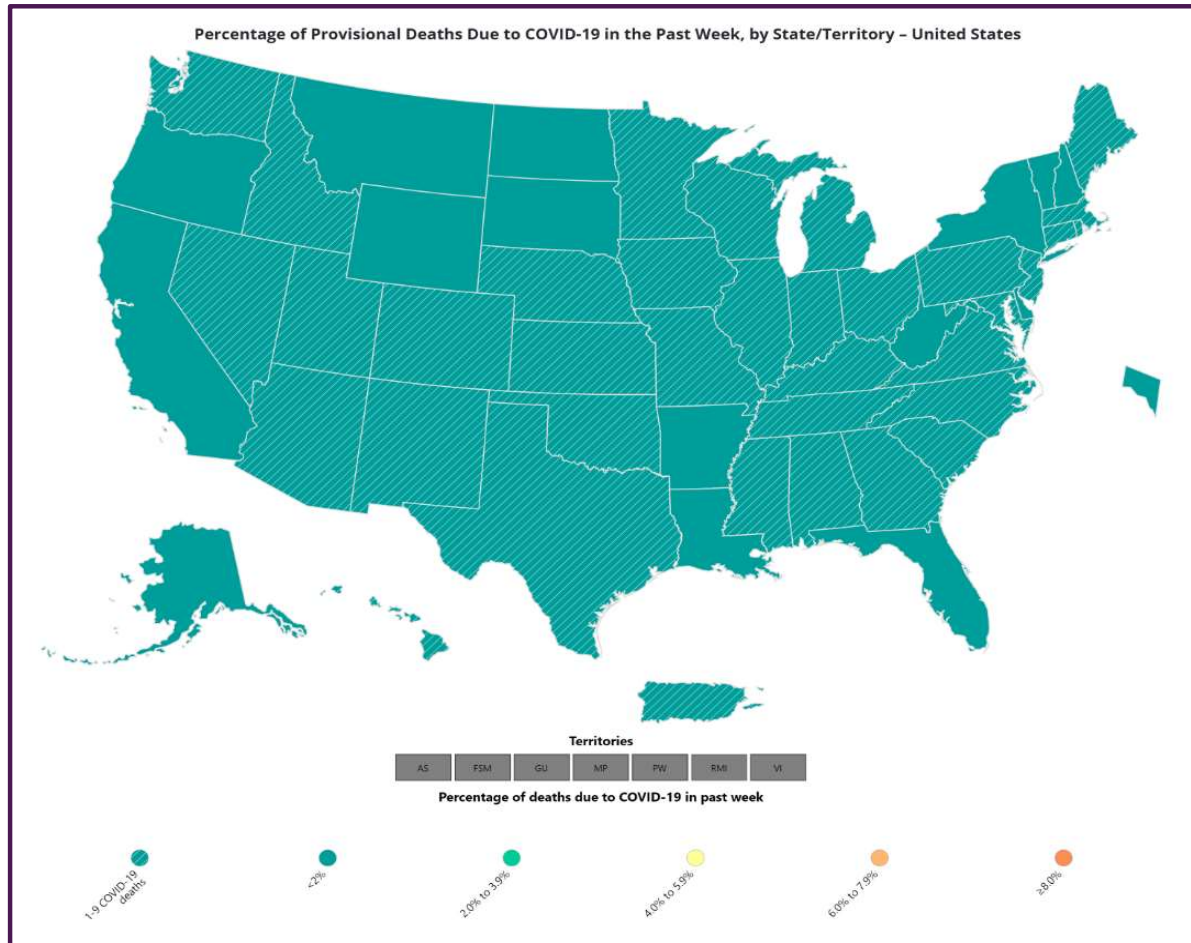 Percentage of Provisional Deaths Due to COVID-19 in the Past Week, by State/Territory – United States
Territories
AS FSM GU MP PW RMI VI
Percentage of deaths due to COVID-19 in past week
1-9 COVID-19
deaths
<2%
2.0% to 3.9%
4.0% to 5.9%
6.0% to 7.9%
≥8.0%